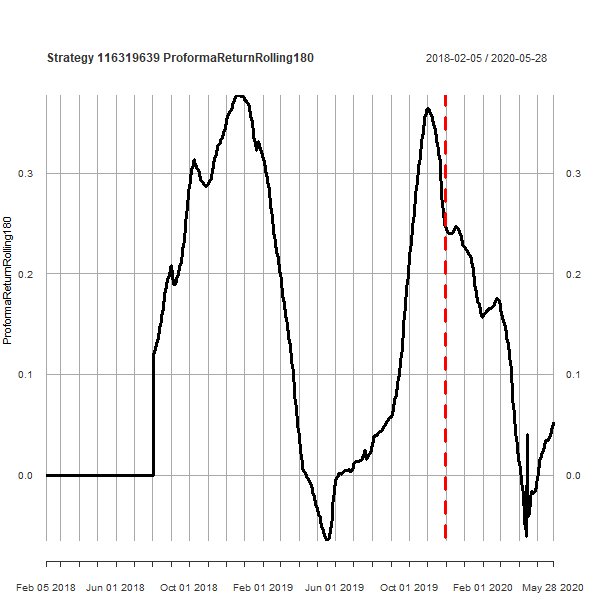 Strategy 116319639 ProformaReturnRolling180
2018-02-05 / 2020-05-28
ProformaReturnRolling180
0.3
0.2
0.1
0.0
0.3
0.2
0.1
0.0
Feb 05 2018
Jun 01 2018
Oct 01 2018
Feb 01 2019
Jun 01 2019
Oct 01 2019
Feb 01 2020
May 28 2020